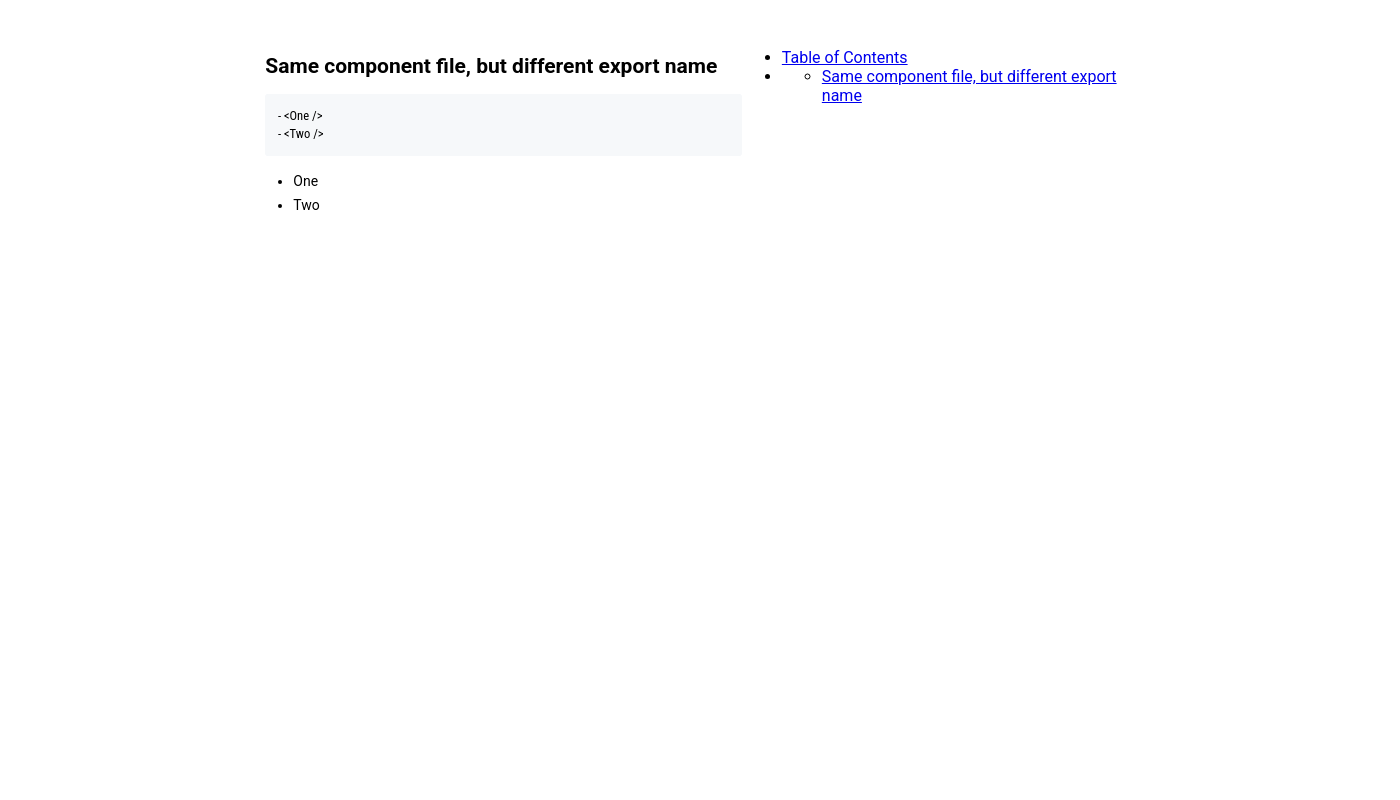 Same component file, but different export name
- <One />
- <Two />
One
Two
Table of Contents
Same component file, but different export
name